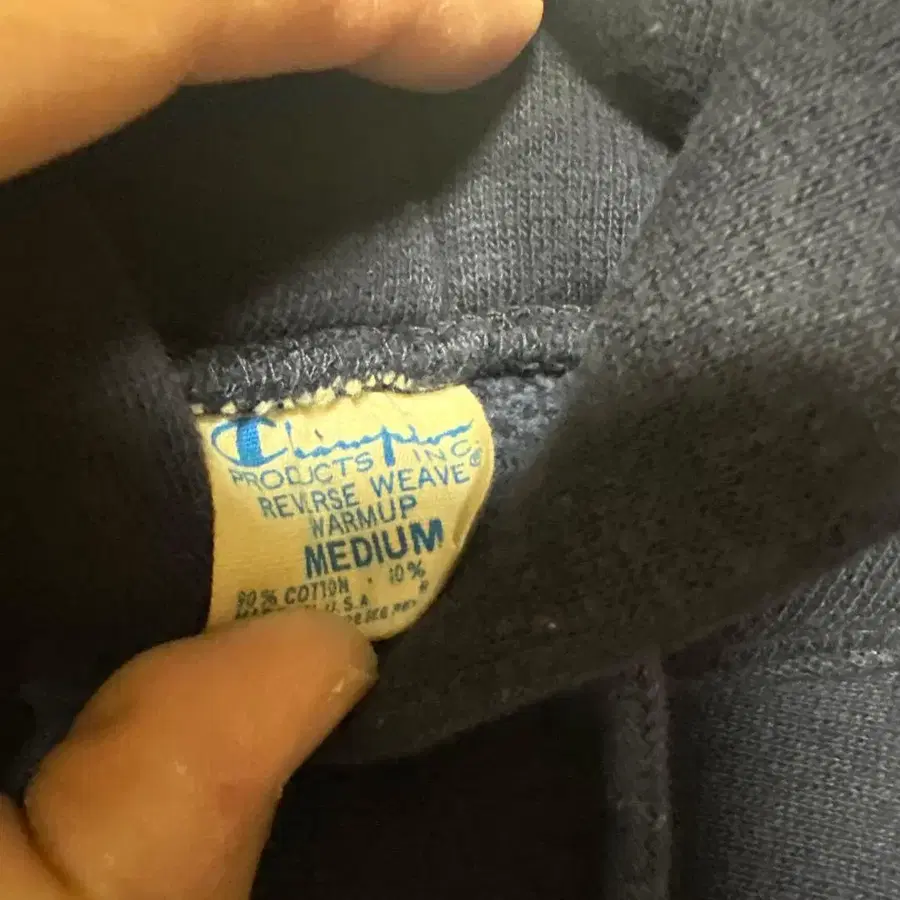 Champion
PRODUCTS INC
REVERSE WEAVE®
WARMUP
MEDIUM
90% COTTON · 10%
U.S.A